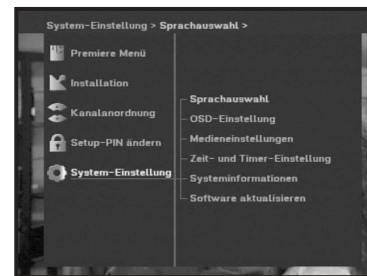 System-Einstellung > Sprachauswahl >
Premiere Menü
Installation
Kanalanordnung
Setup-PIN ändern
System-Einstellung
Sprachauswahl
OSD-Einstellung
Medieneinstellungen
Zeit- und Timer-Einstellung
Systeminformationen
Software aktualisieren